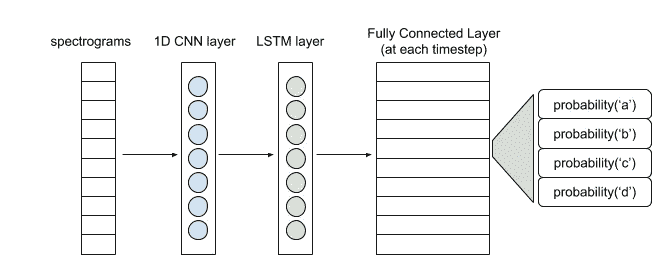 spectrograms
1D CNN layer
LSTM layer
Fully Connected Layer
(at each timestep)
probability(‘a’)
probability(‘b’)
probability(‘c’)
probability(‘d’)